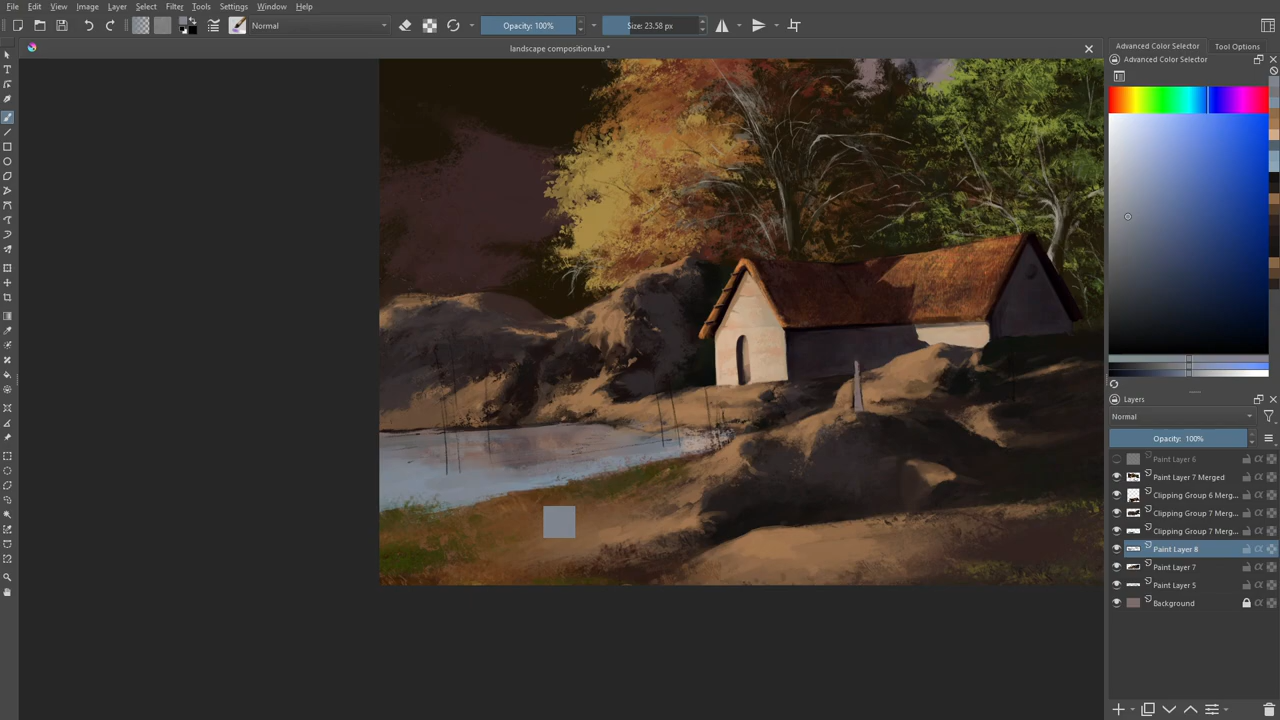 File Edit View Image Layer Select Filter Tools Settings Window Help
Normal Opacity: 100% Size: 23.58 px
landscape composition.kra *
Advanced Color Selector Tool Options
Advanced Color Selector
Layers
Normal
Opacity: 100%
Paint Layer 6
Paint Layer 7 Merged
Clipping Group 6 Merg...
Clipping Group 7 Merg...
Clipping Group 7 Merg...
Paint Layer 8
Paint Layer 7
Paint Layer 5
Background